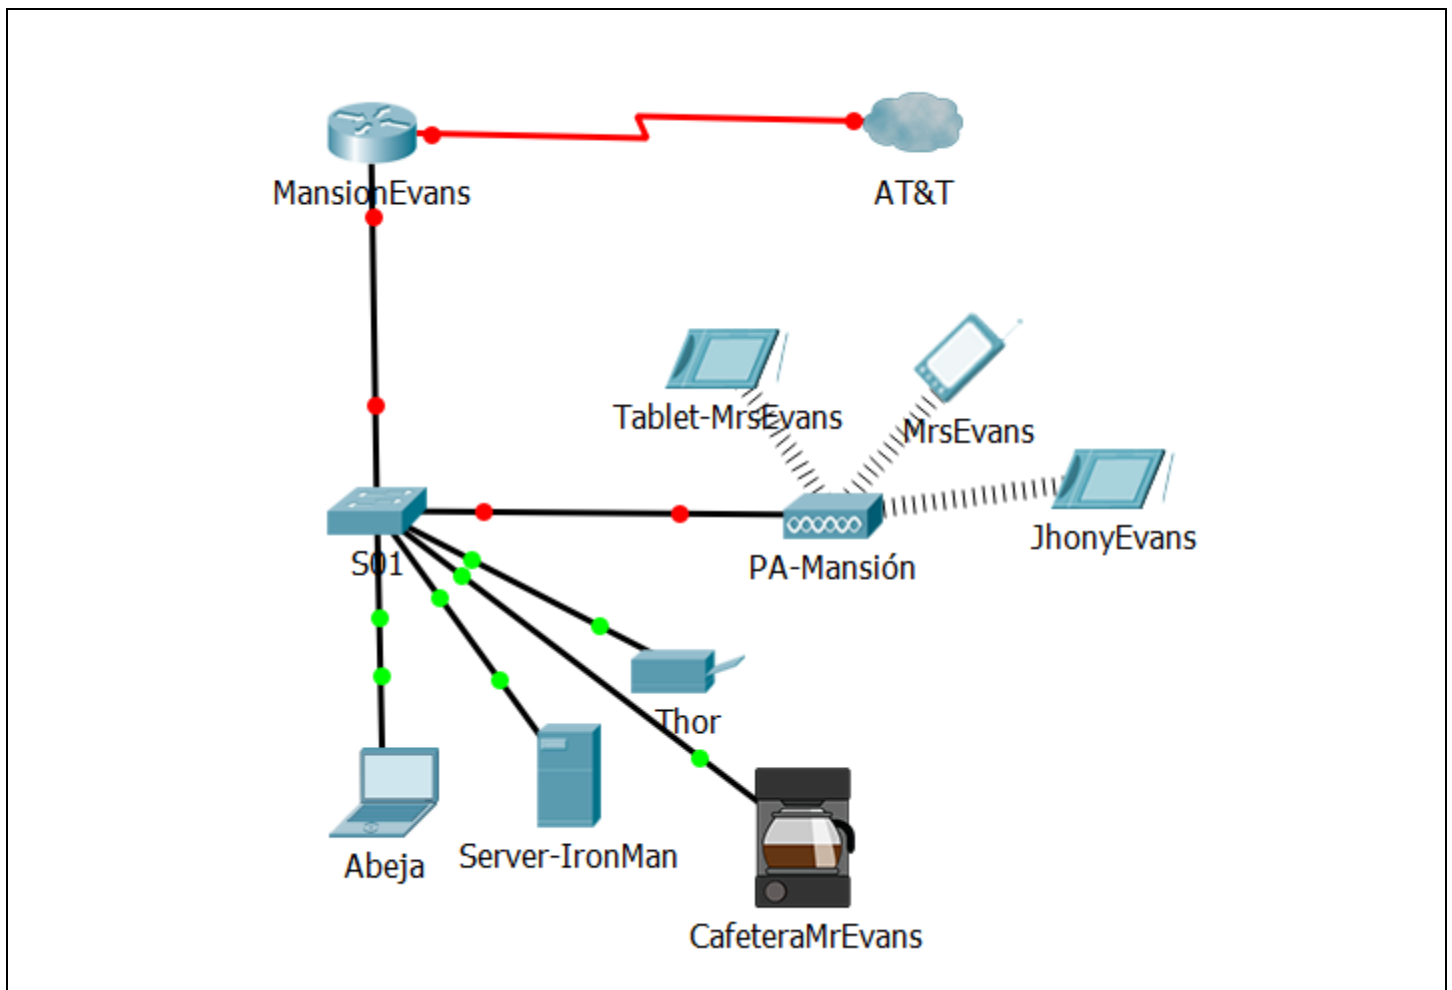 MansionEvans
AT&T
Tablet-MrsEvans
MrsEvans
JhonyEvans
S01
PA-Mansión
Thor
Abeja
Server-IronMan
CafeteraMrEvans